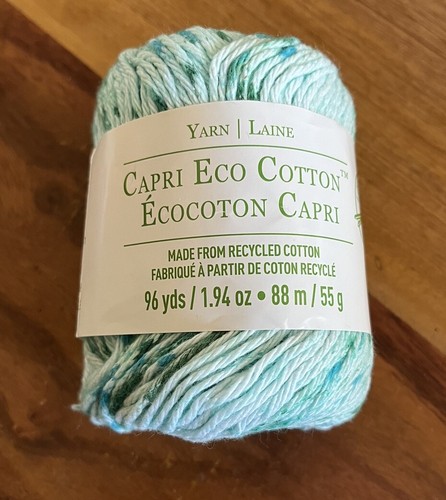 YARN | LAINE
CAPRI ECO COTTON™
ÉCOCOTON CAPRI
MADE FROM RECYCLED COTTON
FABRIQUÉ À PARTIR DE COTON RECYCLÉ
96 yds / 1.94 oz • 88 m / 55 g